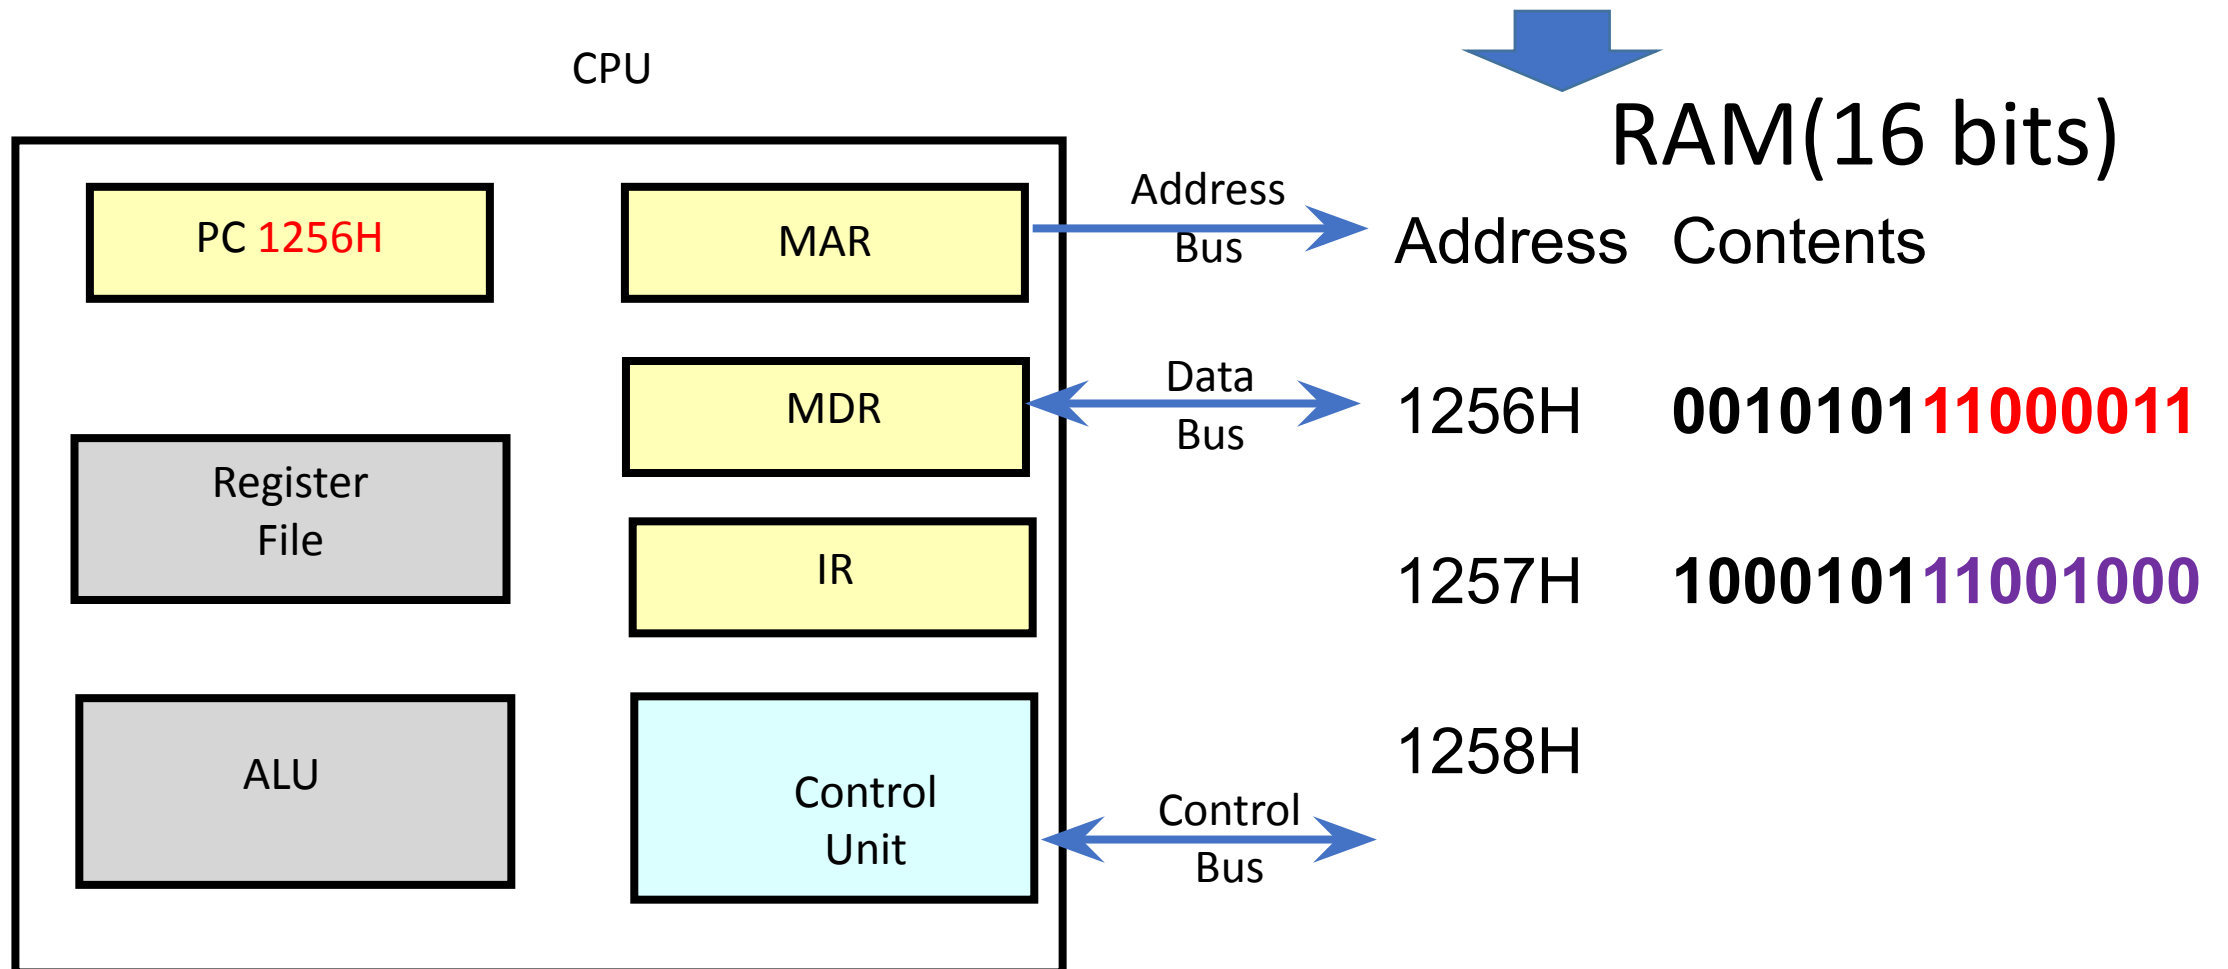 CPU
RAM(16 bits)
PC 1256H
MAR
Address
Bus
Address Contents
MDR
Data
Bus
1256H 001010111000011
Register
File
IR
1257H 100010111001000
ALU
Control
Unit
1258H
Control
Bus